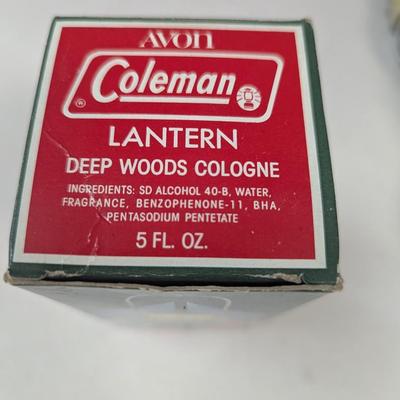 AVON
Coleman
®
LANTERN
DEEP WOODS COLOGNE
INGREDIENTS: SD ALCOHOL 40-B, WATER,
FRAGRANCE, BENZOPHENONE-11, BHA,
PENTASODIUM PENTETATE
5 FL. OZ.